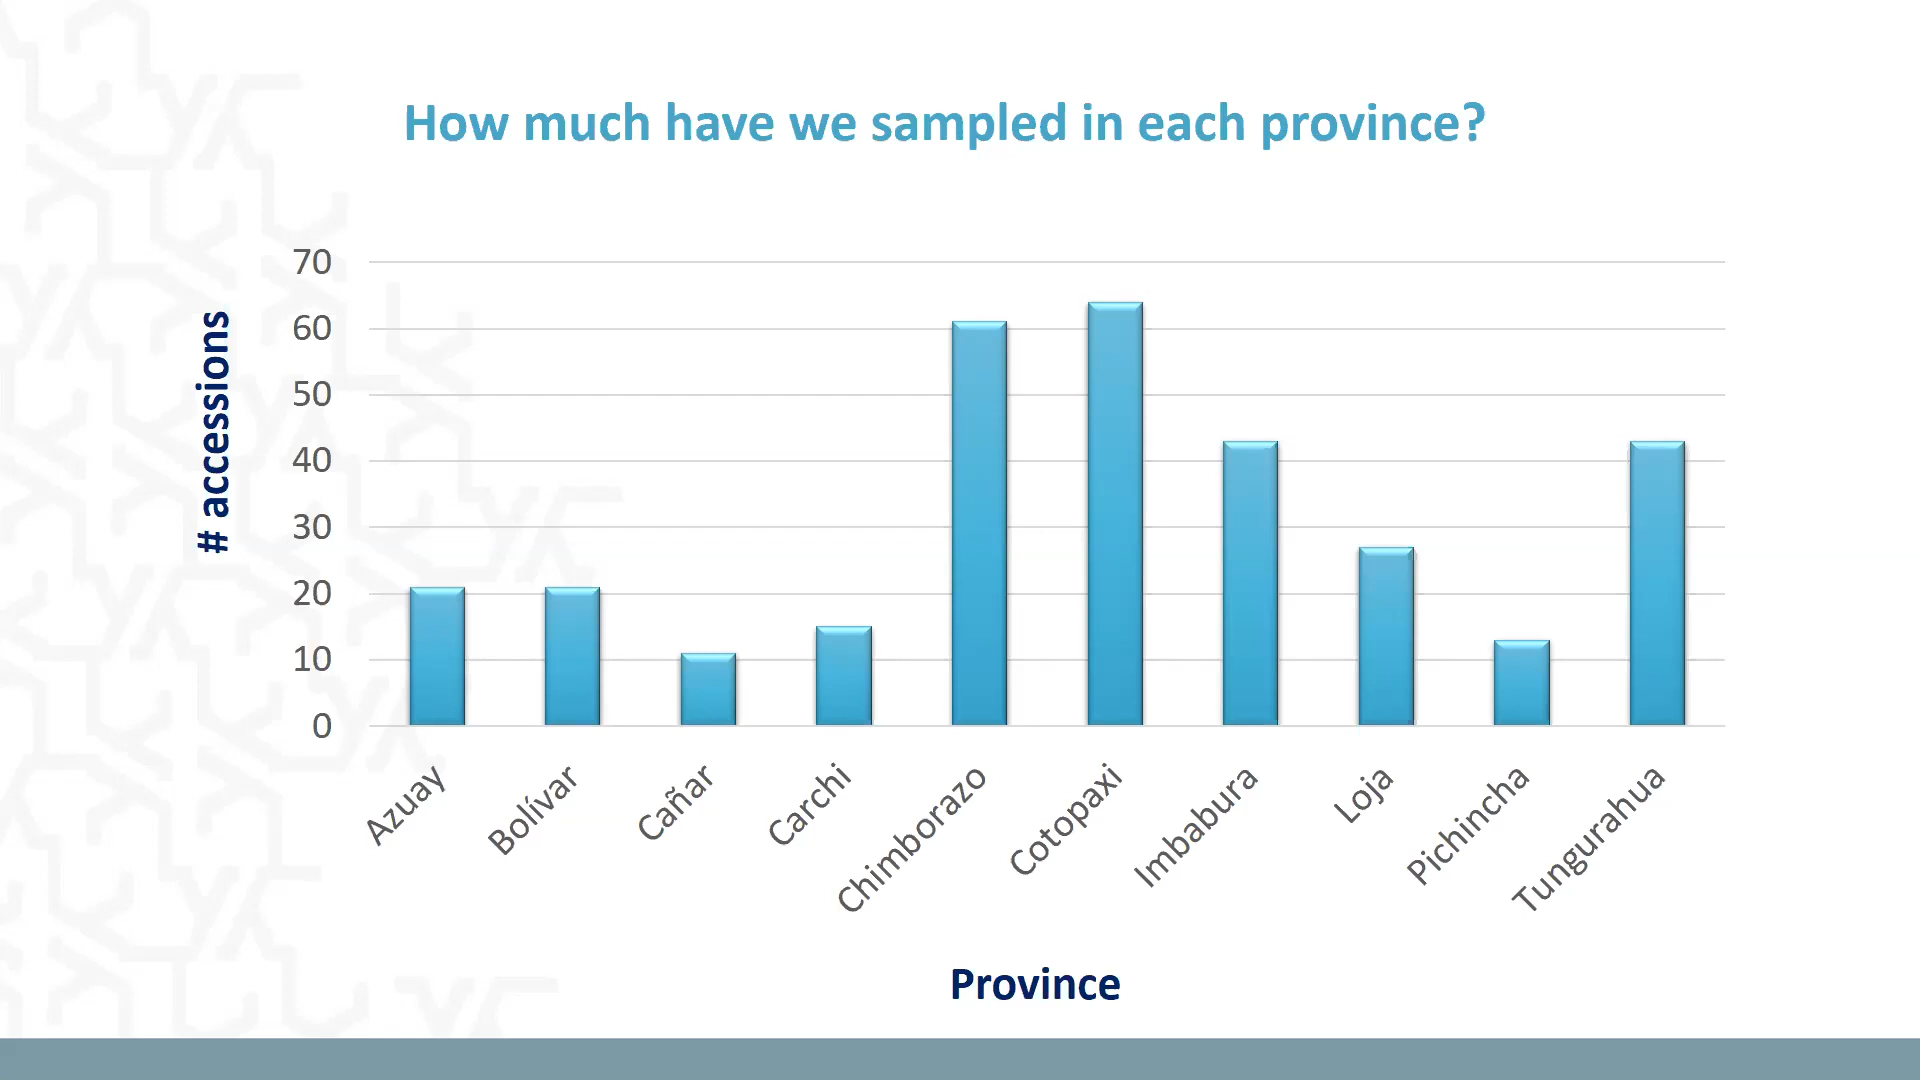 How much have we sampled in each province?
# accessions
70
60
50
40
30
20
10
0
Azuay
Bolívar
Cañar
Carchi
Chimborazo
Cotopaxi
Imbabura
Loja
Pichincha
Tungurahua
Province